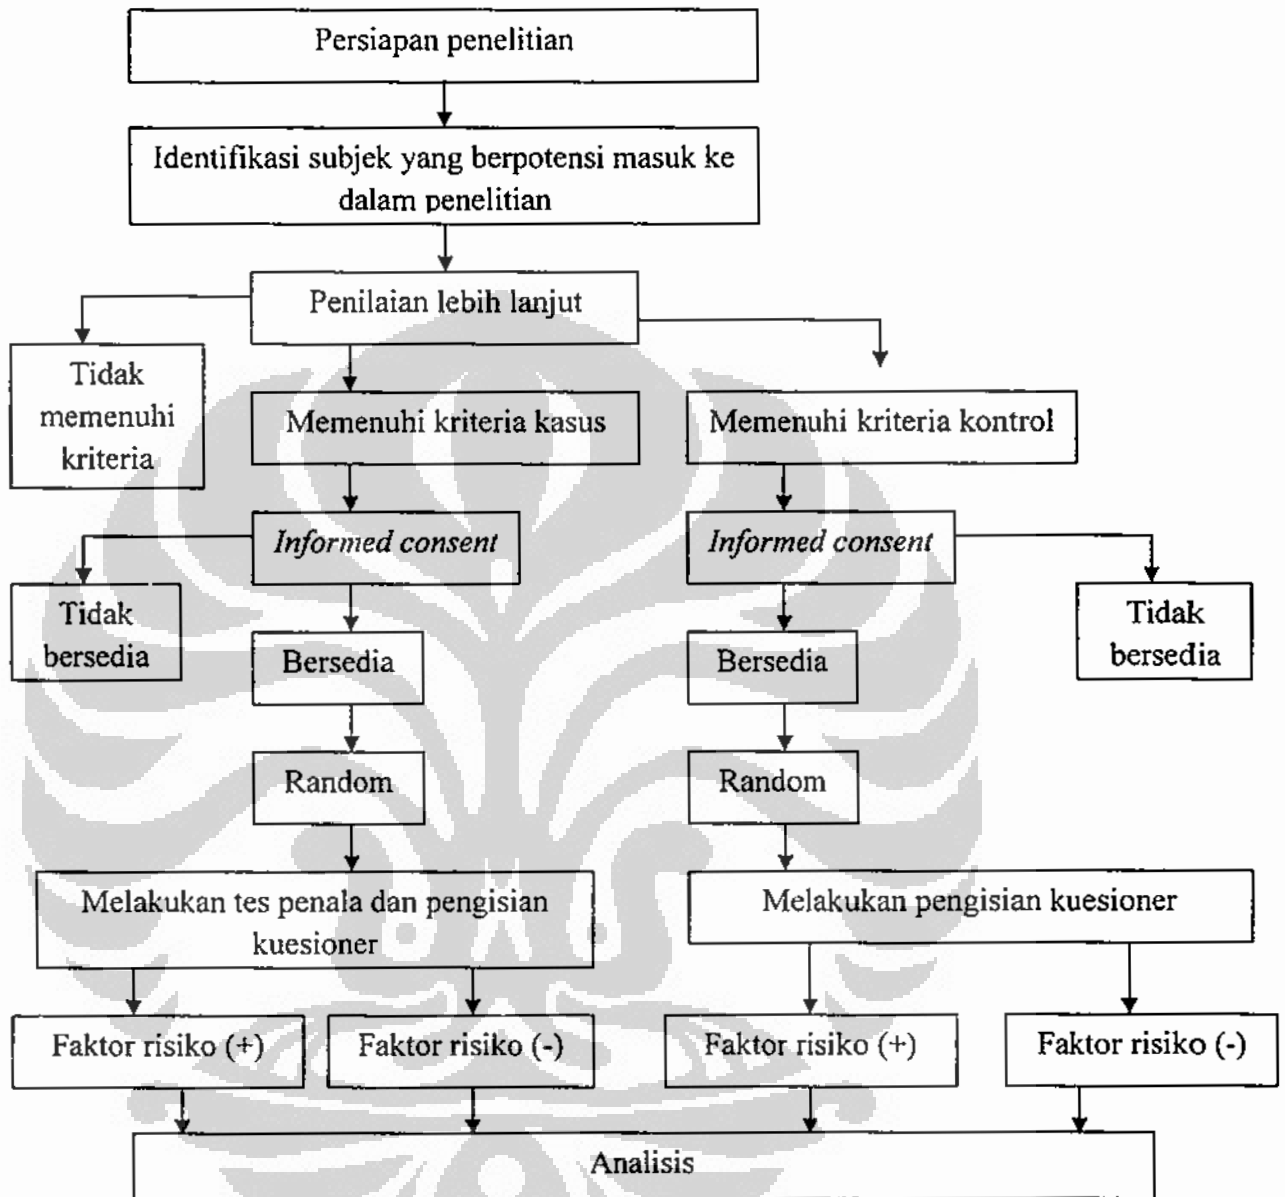 Persiapan penelitian
Identifikasi subjek yang berpotensi masuk ke
dalam penelitian
Penilaian lebih lanjut
Tidak
memenuhi
kriteria
Memenuhi kriteria kasus
Memenuhi kriteria kontrol
Informed consent
Informed consent
Tidak
bersedia
Bersedia
Bersedia
Tidak
bersedia
Random
Random
Melakukan tes penala dan pengisian
kuesioner
Melakukan pengisian kuesioner
Faktor risiko (+)
Faktor risiko (-)
Faktor risiko (+)
Faktor risiko (-)
Analisis